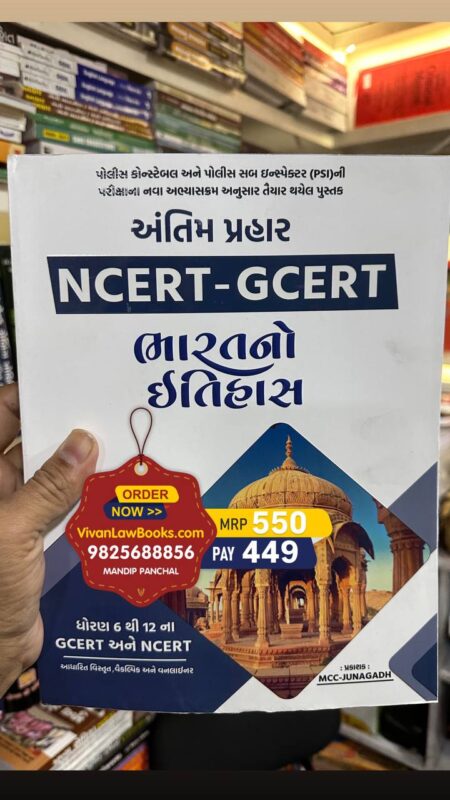 પોલીસ કોન્સ્ટેબલ અને પોલીસ સબ ઇન્સ્પેક્ટર (PSI)ની
પરીક્ષાના નવા અભ્યાસક્રમ અનુસાર તૈયાર થયેલ પુસ્તક
અંતિમ પ્રહાર
NCERT-GCERT
ભારતનો
ઈતિહાસ
ORDER
NOW >>
VivanLawBooks.com
9825688856
MANDIP PANCHAL
MRP 550
PAY 449
ધોરણ 6 થી 12 ના
GCERT અને NCERT
આધારિત વિસ્તૃત, વૈકલ્પિક અને વનલાઈનર
: પ્રકાશક :
MCC-JUNAGADH